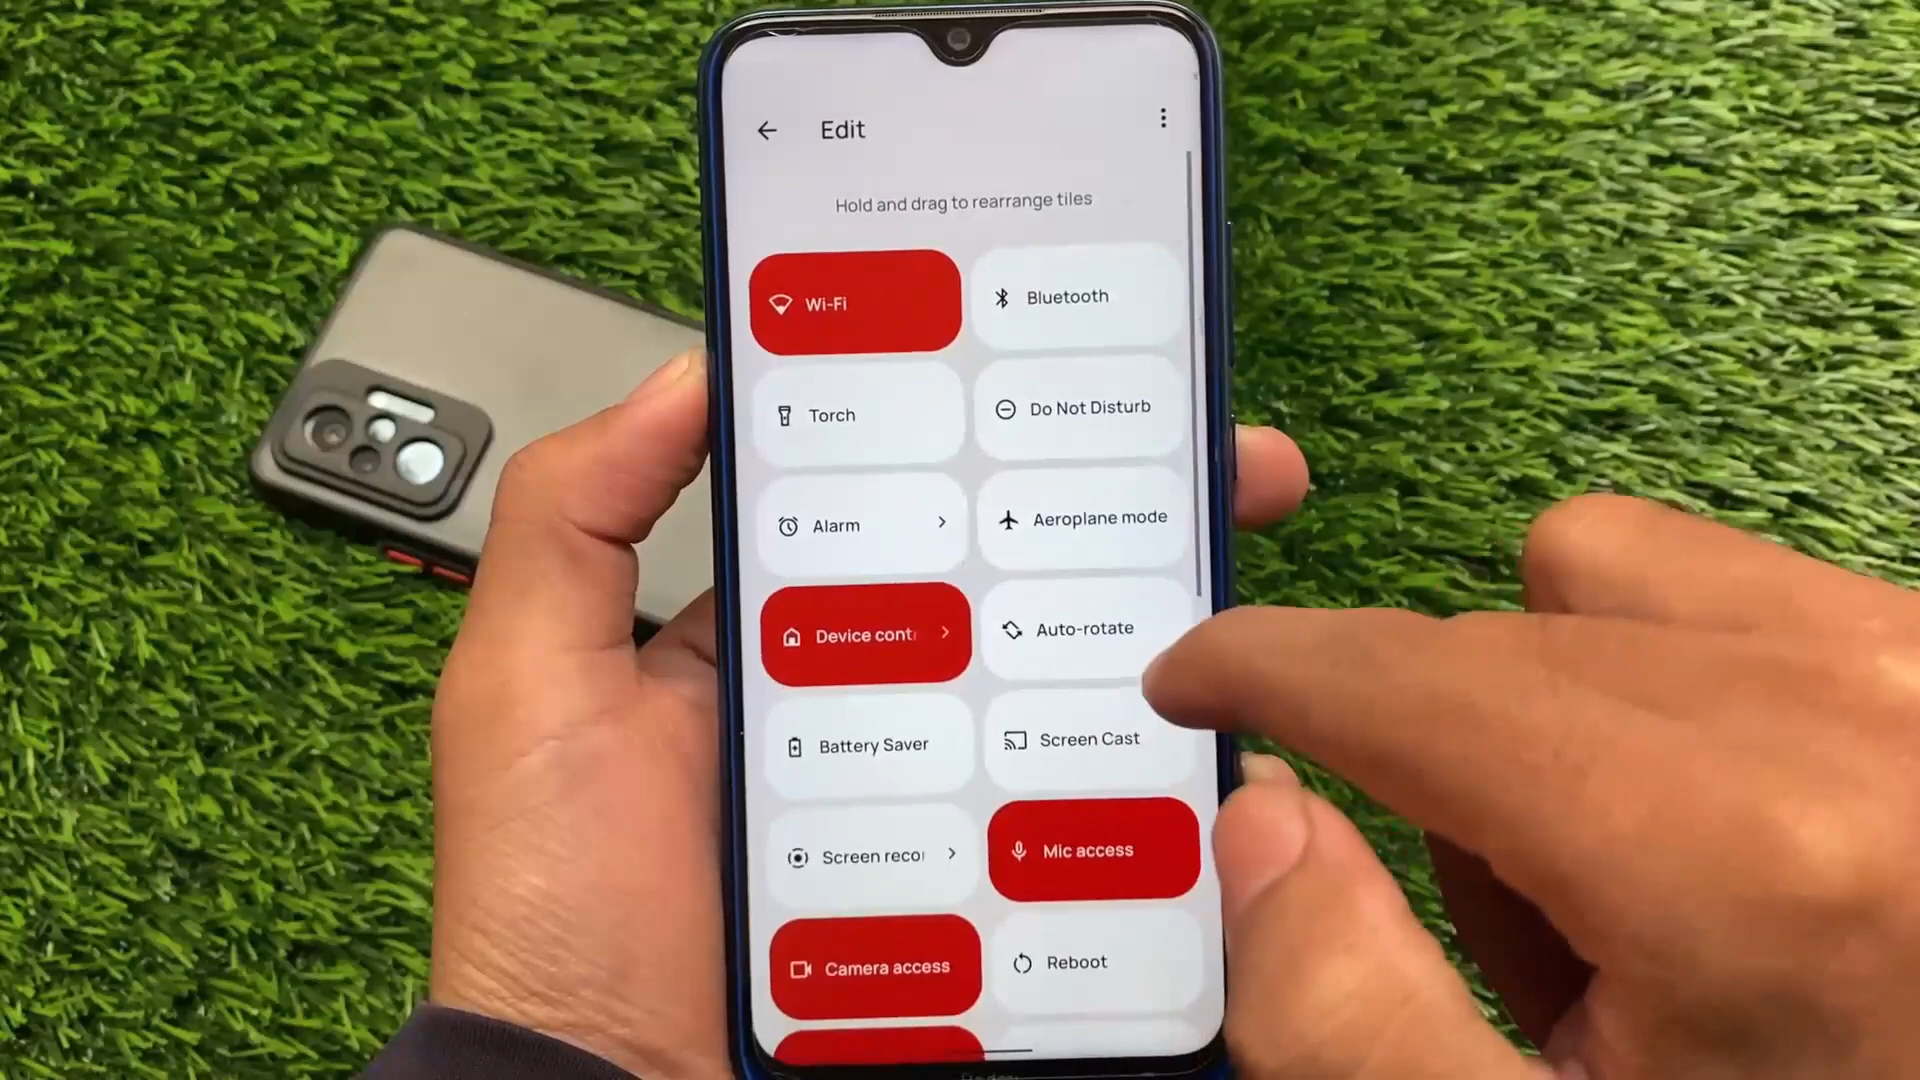 Edit
Hold and drag to rearrange tiles
Wi-Fi
Bluetooth
Torch
Do Not Disturb
Alarm
Aeroplane mode
Device cont
Auto-rotate
Battery Saver
Screen Cast
Screen reco
Mic access
Camera access
Reboot